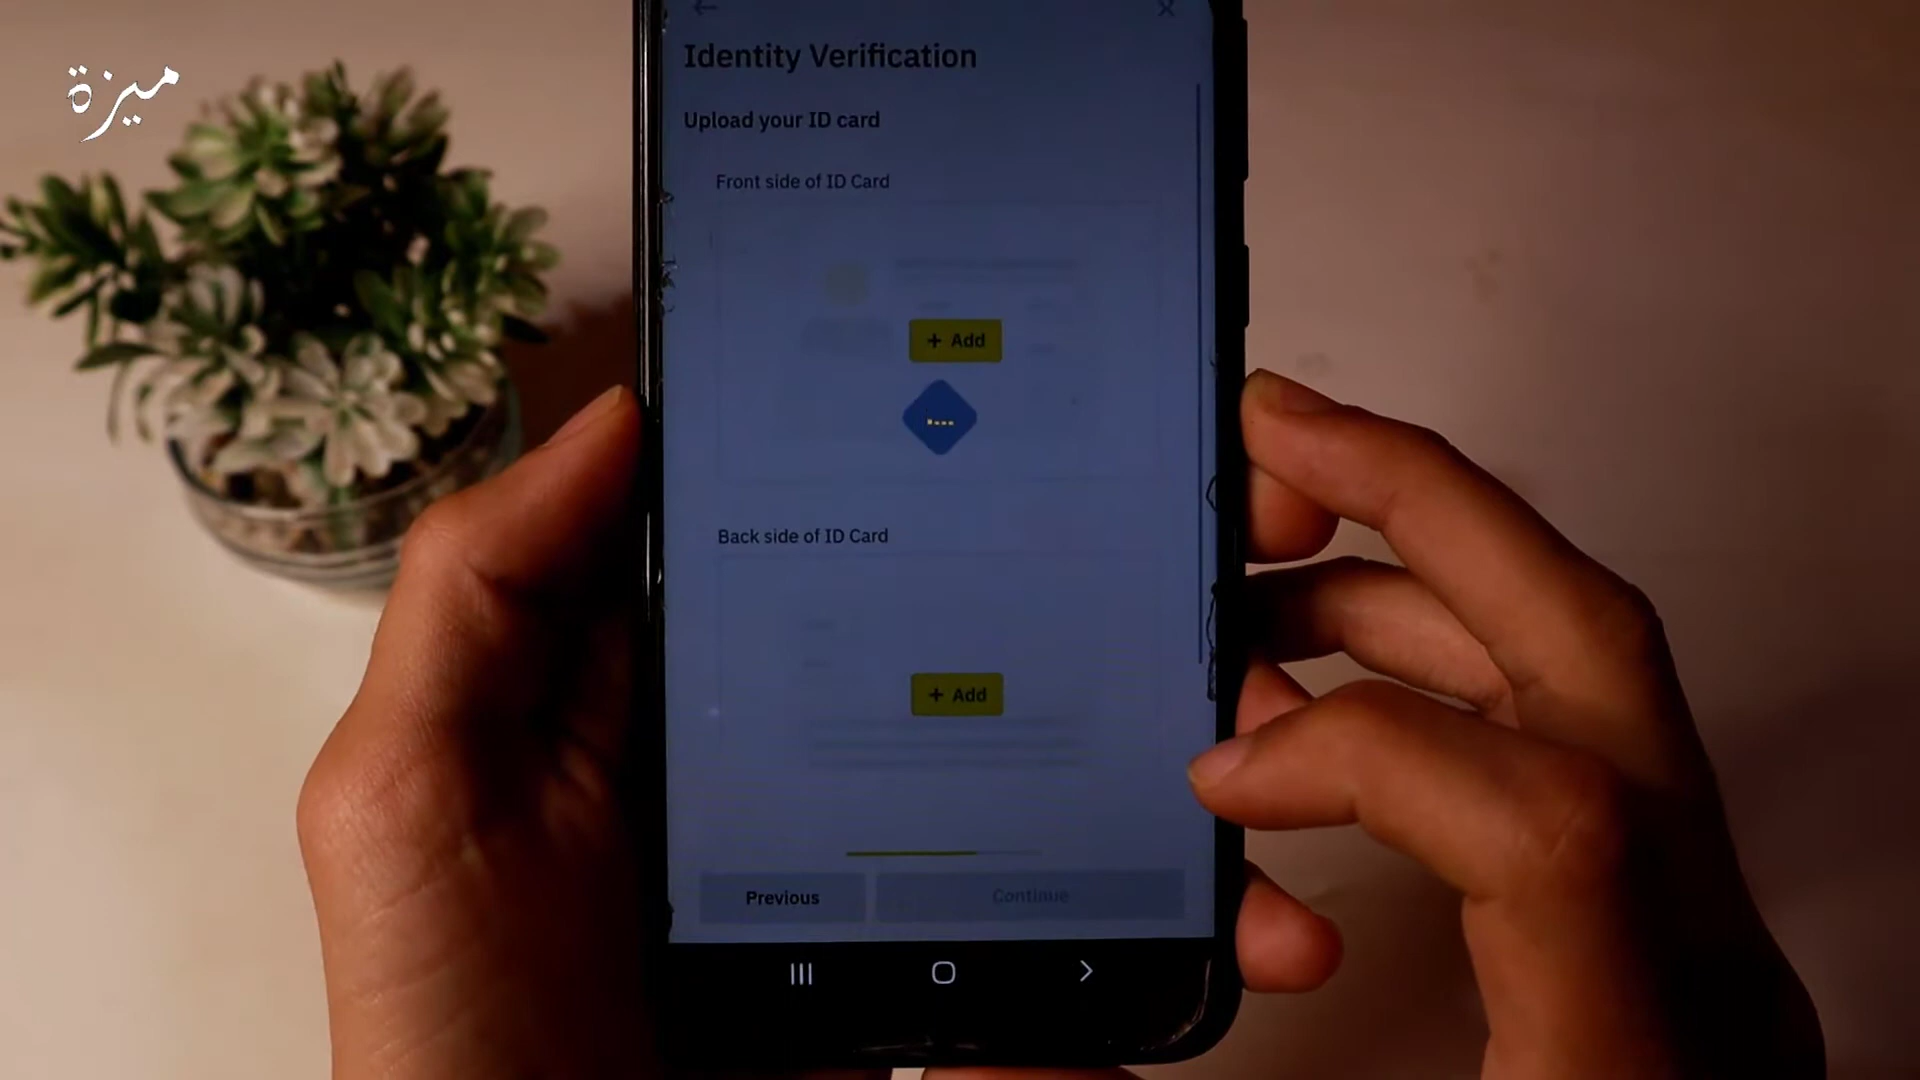 ميزة
Identity Verification
Upload your ID card
Front side of ID Card
+ Add
Back side of ID Card
+ Add
Previous
Continue